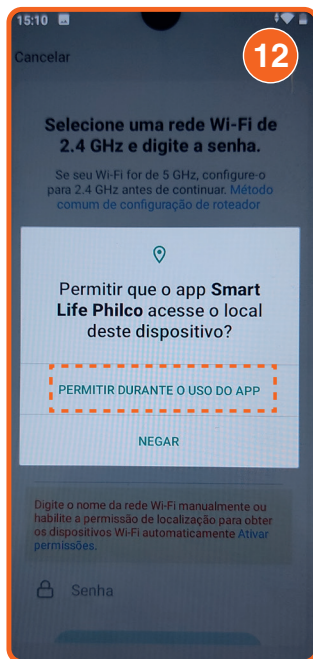 15:10
12
Cancelar
Selecione uma rede Wi-Fi de
2.4 GHz e digite a senha.
Se seu Wi-Fi for de 5 GHz, configure-o
para 2.4 GHz antes de continuar. Método
comum de configuração de roteador
Permitir que o app Smart
Life Philco acesse o local
deste dispositivo?
PERMITIR DURANTE O USO DO APP
NEGAR
Digite o nome da rede Wi-Fi manualmente ou
habilite a permissão de localização para obter
os dispositivos Wi-Fi automaticamente Ativar
permissões.
Senha